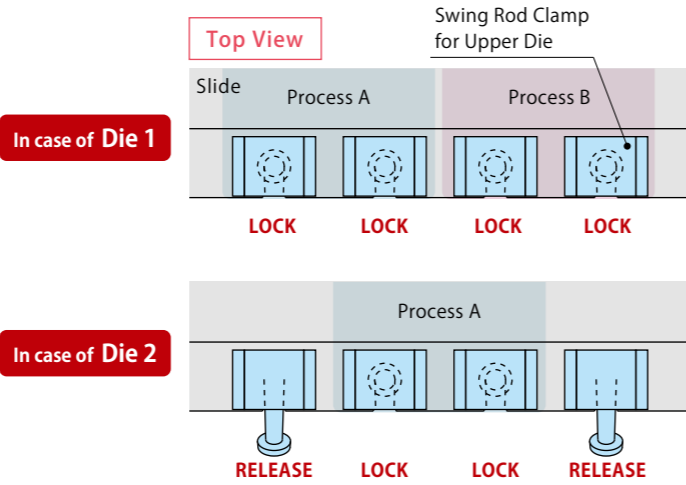 Swing Rod Clamp
for Upper Die
Top View
Slide
Process A
Process B
In case of Die 1
LOCK
LOCK
LOCK
LOCK
Process A
In case of Die 2
RELEASE
LOCK
LOCK
RELEASE